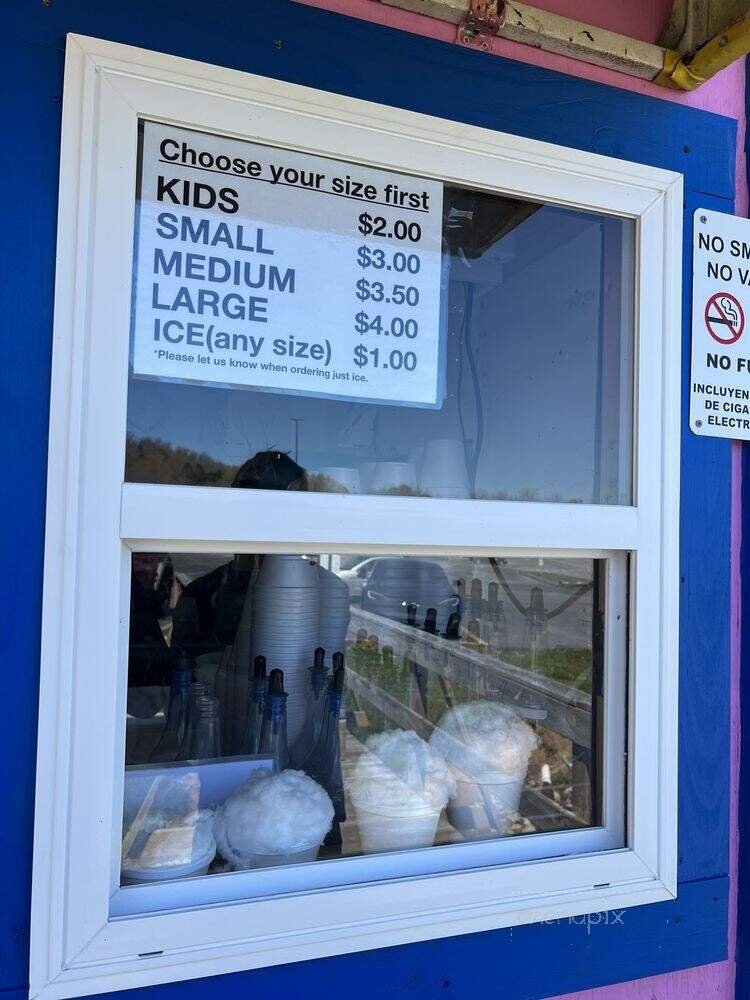 Choose your size first
KIDS $2.00
SMALL $3.00
MEDIUM $3.50
LARGE $4.00
ICE(any size) $1.00
*Please let us know when ordering just ice.
NO SM
NO VA
NO FU
INCLUYEN
DE CIGA
ELECTR